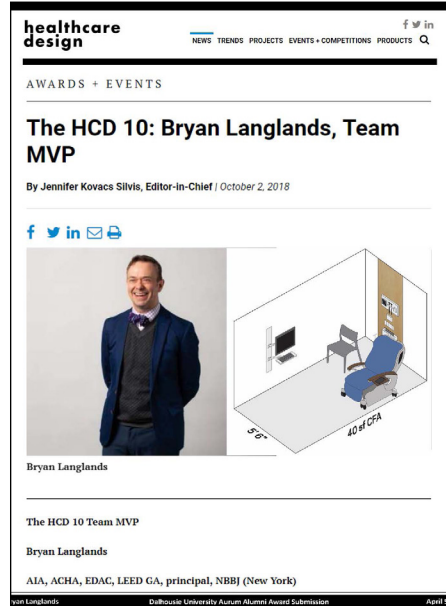 healthcare
design
NEWS TRENDS PROJECTS EVENTS + COMPETITIONS PRODUCTS
AWARDS + EVENTS
The HCD 10: Bryan Langlands, Team
MVP
By Jennifer Kovacs Silvis, Editor-in-Chief / October 2, 2018
5'6"
40 sf CFA
Bryan Langlands
The HCD 10 Team MVP
Bryan Langlands
AIA, ACHA, EDAC, LEED GA, principal, NBBJ (New York)
Langlands
Dalhousie University Aurum Alumni Award Submission
April